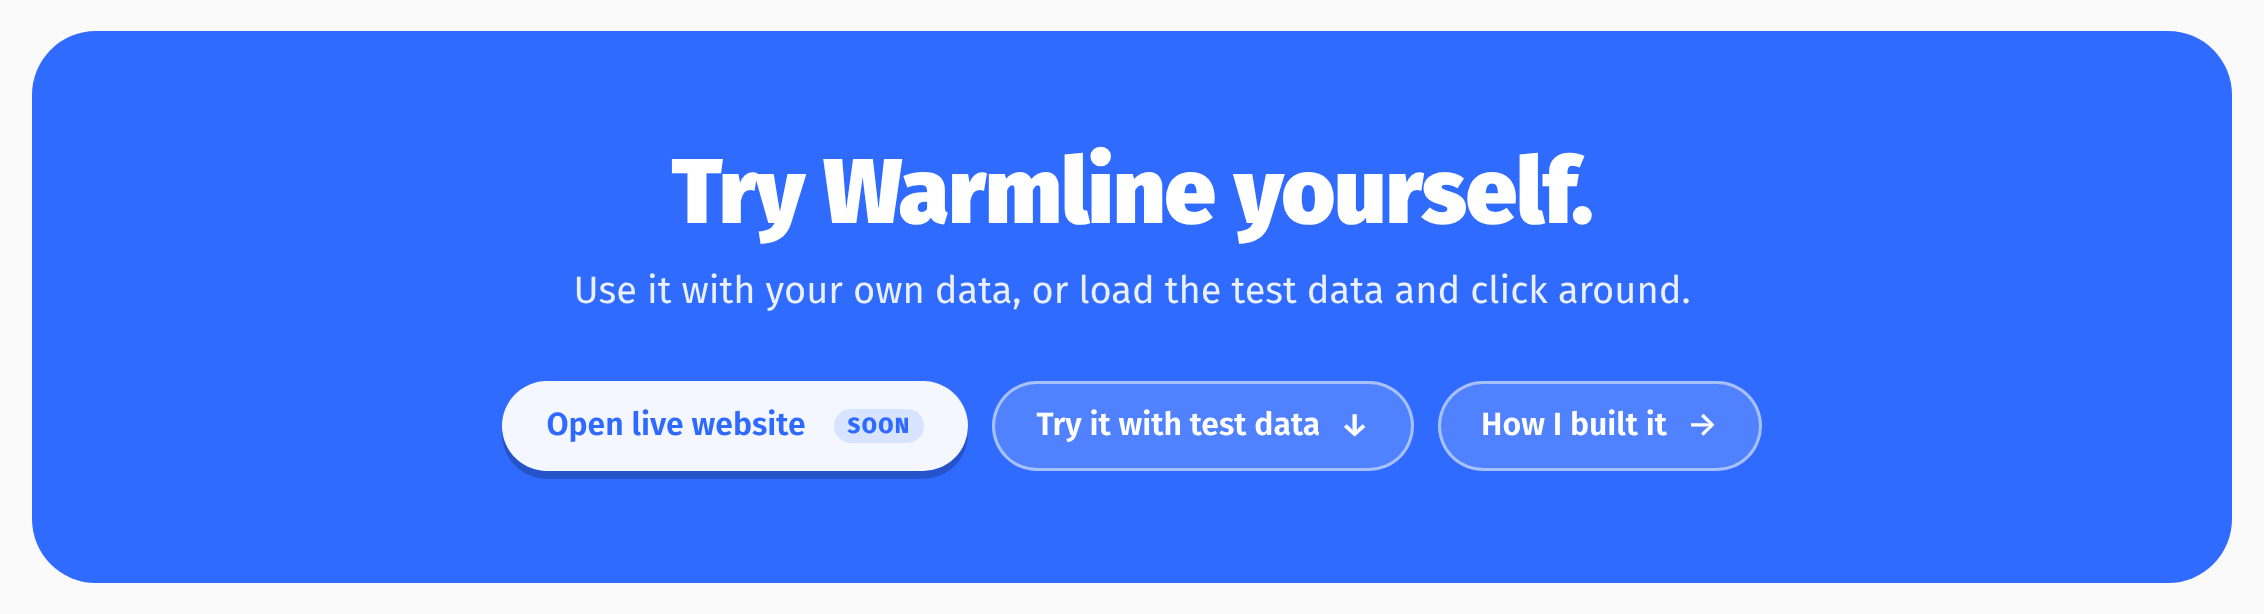 Try Warmline yourself.
Use it with your own data, or load the test data and click around.
Open live website SOON
Try it with test data ↓
How I built it →